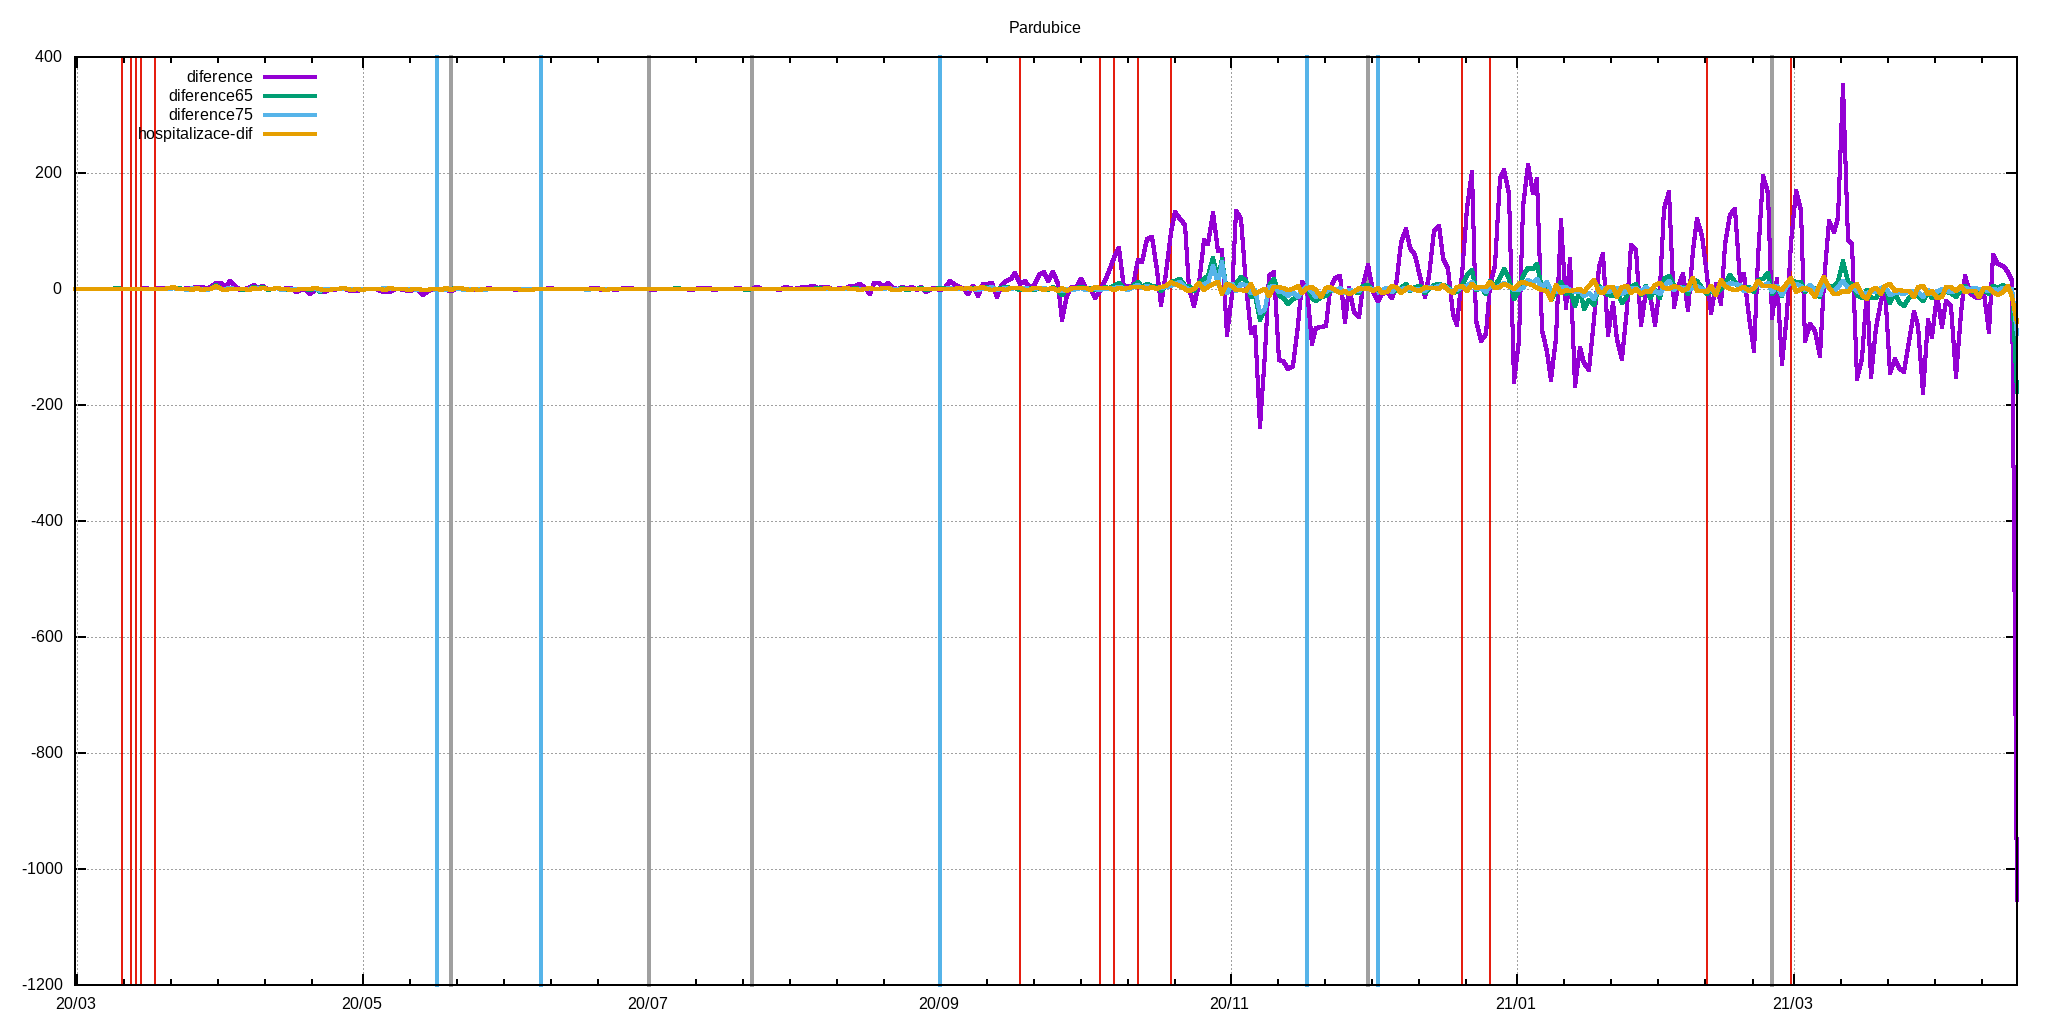 Pardubice
400
diference
diference65
diference75
hospitalizace-dif
200
0
-200
-400
-600
-800
-1000
-1200
20/03 20/05 20/07 20/09 20/11 21/01 21/03